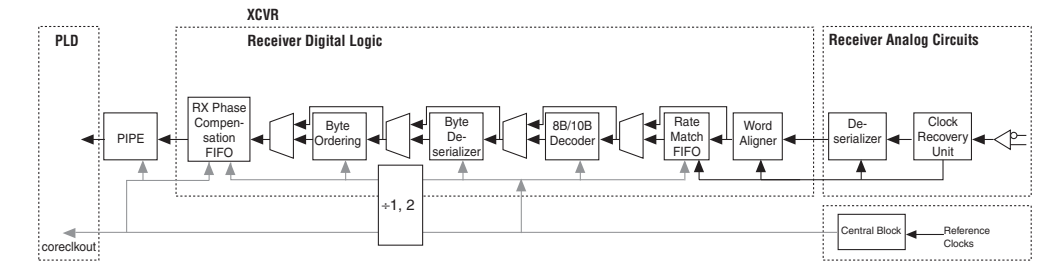 XCVR
PLD
Receiver Digital Logic
Receiver Analog Circuits
PIPE
RX Phase
Compen-
sation
FIFO
Byte
Ordering
Byte
De-
serializer
8B/10B
Decoder
Rate
Match
FIFO
Word
Aligner
De-
serializer
Clock
Recovery
Unit
÷1, 2
coreclkout
Central Block
Reference
Clocks